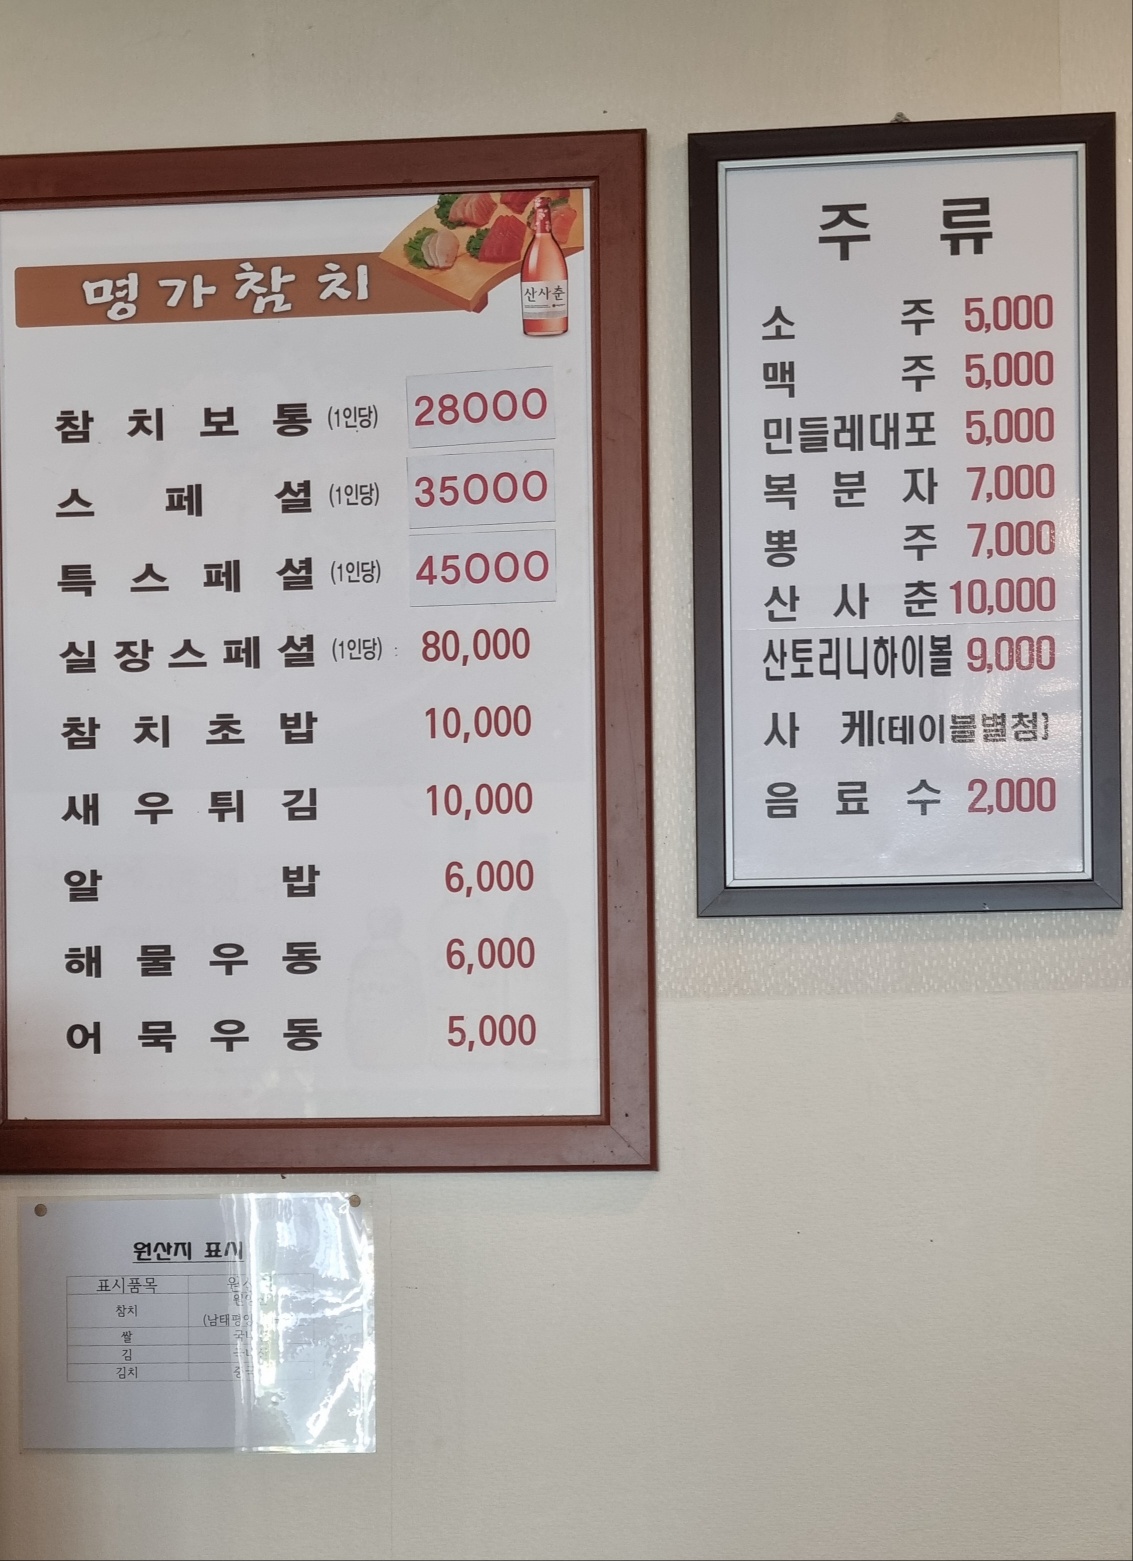 명가참치
산사춘
참치보통 (1인당) 28000
스페셜 (1인당) 35000
특스페셜 (1인당) 45000
실장스페셜 (1인당) 80,000
참치초밥 10,000
새우튀김 10,000
알밥 6,000
해물우동 6,000
어묵우동 5,000
주류
소주 5,000
맥주 5,000
민들레대포 5,000
복분자 7,000
뽕주 7,000
산사춘 10,000
산토리니하이볼 9,000
사케(테이블별첨)
음료수 2,000
원산지 표시
표시품목
참치
쌀
김
김치